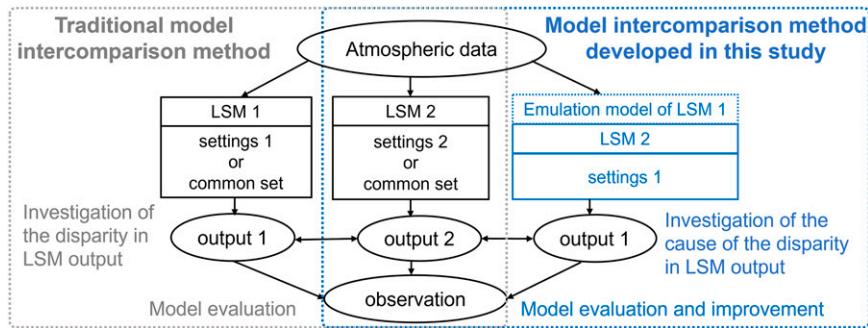 Traditional model
intercomparison method
Model intercomparison method
developed in this study
Atmospheric data
LSM 1
settings 1
or
common set
LSM 2
settings 2
or
common set
Emulation model of LSM 1
LSM 2
settings 1
Investigation of
the disparity in
LSM output
output 1
output 2
output 1
Investigation of the
cause of the disparity
in LSM output
Model evaluation
observation
Model evaluation and improvement